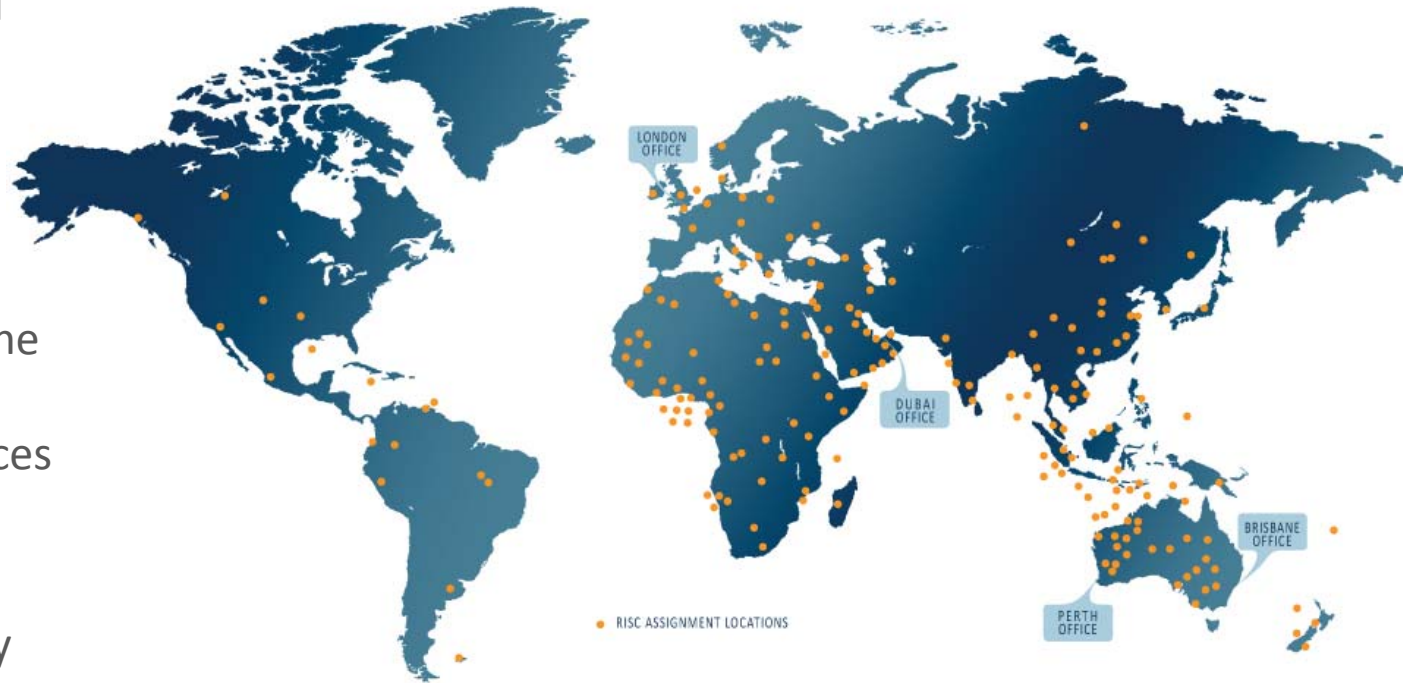 LONDON
OFFICE
ne
DUBAI
OFFICE
ces
BRISBANE
OFFICE
PERTH
OFFICE
RISC ASSIGNMENT LOCATIONS
y